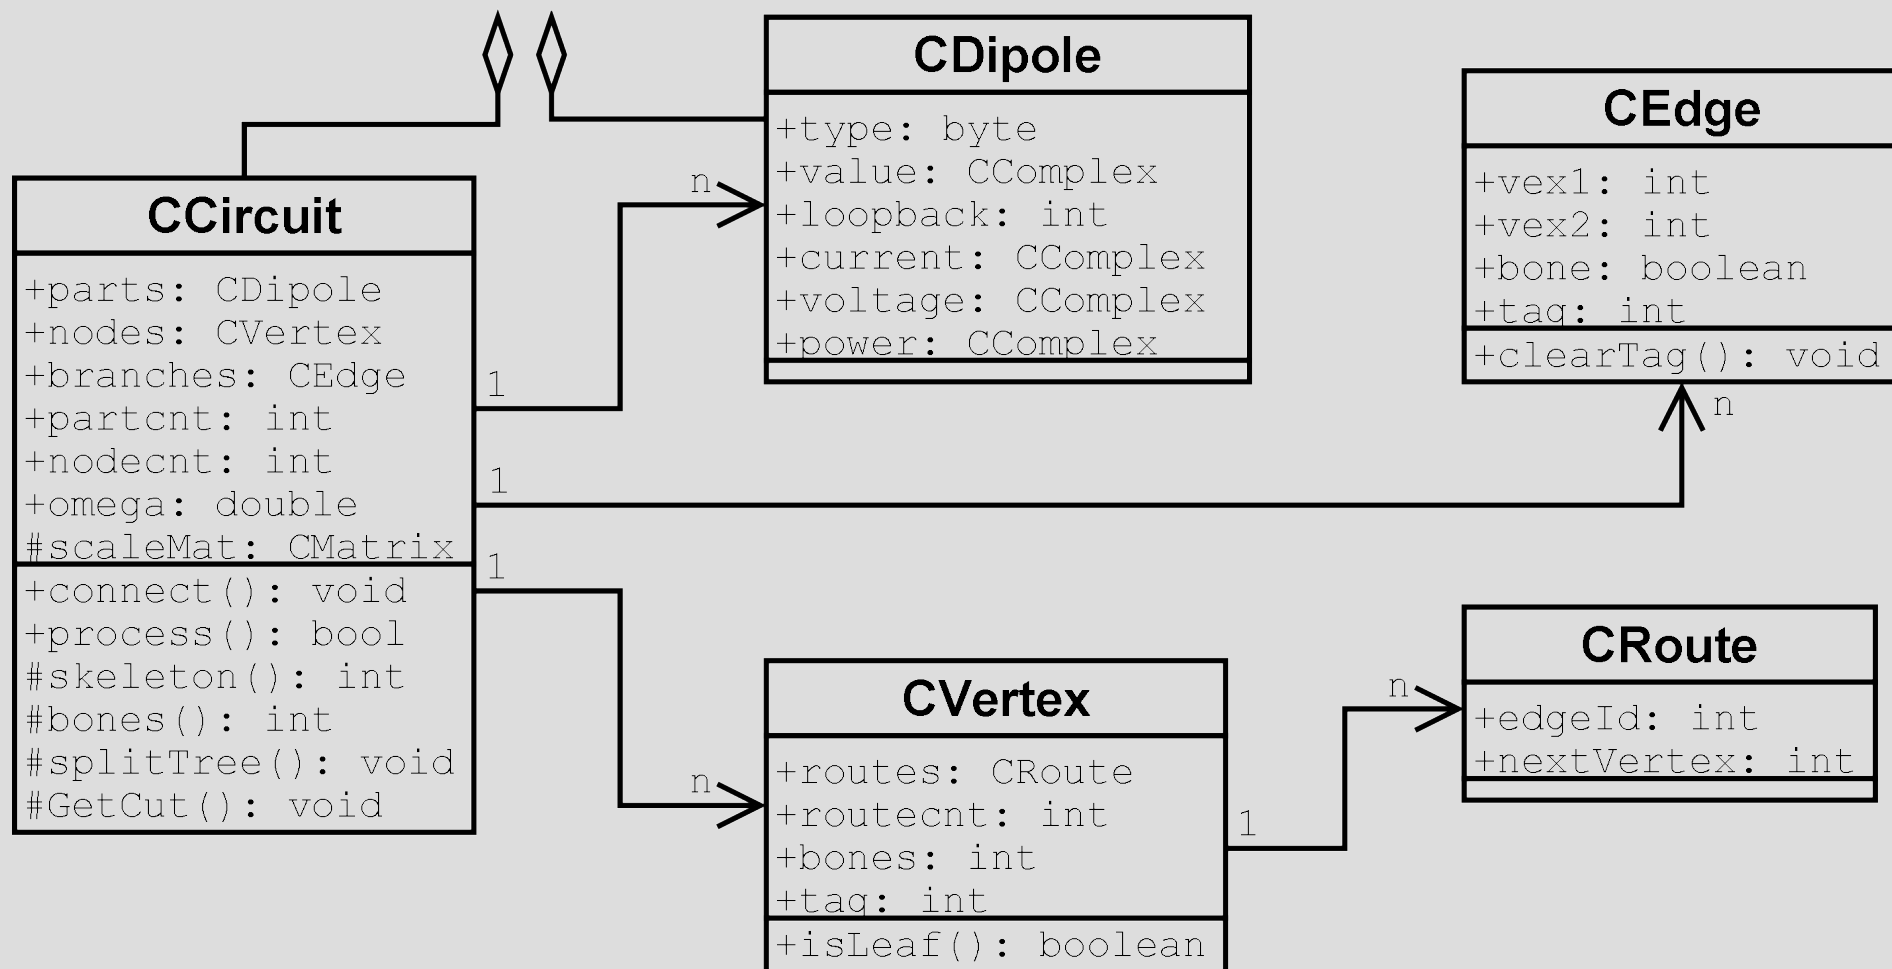 CCircuit
+parts: CDipole
+nodes: CVertex
+branches: CEdge
+partcnt: int
+nodecnt: int
+omega: double
#scaleMat: CMatrix
+connect(): void
+process(): bool
#skeleton(): int
#bones(): int
#splitTree(): void
#GetCut(): void
1
1
1
n
n
CDipole
+type: byte
+value: CComplex
+loopback: int
+current: CComplex
+voltage: CComplex
+power: CComplex
CVertex
+routes: CRoute
+routecnt: int
+bones: int
+tag: int
+isLeaf(): boolean
1
n
CEdge
+vex1: int
+vex2: int
+bone: boolean
+tag: int
+clearTag(): void
n
CRoute
+edgeId: int
+nextVertex: int